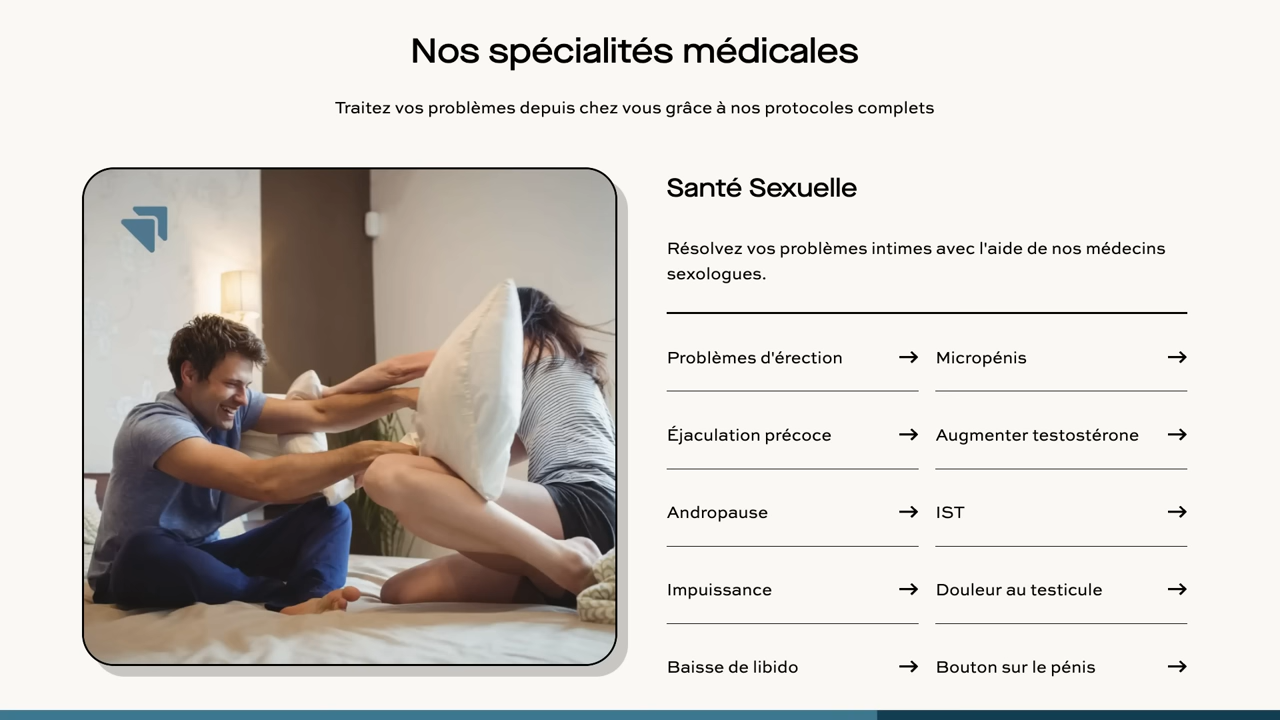 Nos spécialités médicales
Traitez vos problèmes depuis chez vous grâce à nos protocoles complets
Santé Sexuelle
Résolvez vos problèmes intimes avec l'aide de nos médecins
sexologues.
Problèmes d'érection
Micropénis
Éjaculation précoce
Augmenter testostérone
Andropause
IST
Impuissance
Douleur au testicule
Baisse de libido
Bouton sur le pénis